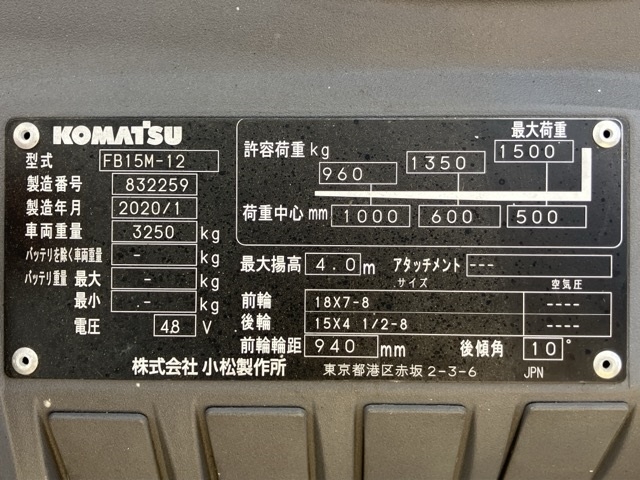 KOMATSU
型式 FB15M-12
製造番号 832259
製造年月 2020/1
車両重量 3250 kg
バッテリを除く車両重量 - kg
バッテリ重量 最大 - kg
最小 .- kg
電圧 48 V
最大荷重
許容荷重 kg 960 1350 1500
荷重中心 mm 1000 600 500
最大揚高 4.0 m アタッチメント ---
サイズ 空気圧
前輪 18X7-8 ----
後輪 15X4 1/2-8 ----
前輪輪距 940 mm 後傾角 10°
株式会社 小松製作所 東京都港区赤坂 2-3-6 JPN